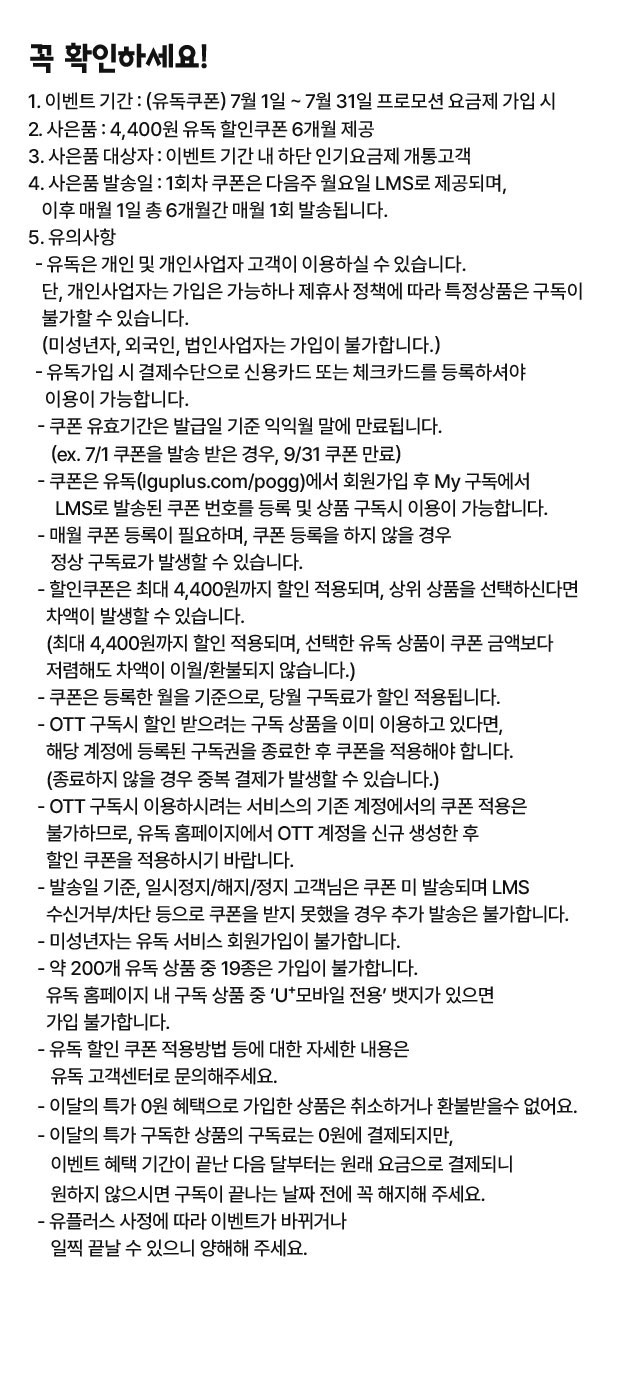 꼭 확인하세요!
1. 이벤트 기간 : (유독쿠폰) 7월 1일 ~ 7월 31일 프로모션 요금제 가입 시
2. 사은품 : 4,400원 유독 할인쿠폰 6개월 제공
3. 사은품 대상자 : 이벤트 기간 내 하단 인기요금제 개통고객
4. 사은품 발송일 : 1회차 쿠폰은 다음주 월요일 LMS로 제공되며,
이후 매월 1일 총 6개월간 매월 1회 발송됩니다.
5. 유의사항
- 유독은 개인 및 개인사업자 고객이 이용하실 수 있습니다.
단, 개인사업자는 가입은 가능하나 제휴사 정책에 따라 특정상품은 구독이
불가할 수 있습니다.
(미성년자, 외국인, 법인사업자는 가입이 불가합니다.)
- 유독가입 시 결제수단으로 신용카드 또는 체크카드를 등록하셔야
이용이 가능합니다.
- 쿠폰 유효기간은 발급일 기준 익익월 말에 만료됩니다.
(ex. 7/1 쿠폰을 발송 받은 경우, 9/31 쿠폰 만료)
- 쿠폰은 유독(lguplus.com/pogg)에서 회원가입 후 My 구독에서
LMS로 발송된 쿠폰 번호를 등록 및 상품 구독시 이용이 가능합니다.
- 매월 쿠폰 등록이 필요하며, 쿠폰 등록을 하지 않을 경우
정상 구독료가 발생할 수 있습니다.
- 할인쿠폰은 최대 4,400원까지 할인 적용되며, 상위 상품을 선택하신다면
차액이 발생할 수 있습니다.
(최대 4,400원까지 할인 적용되며, 선택한 유독 상품이 쿠폰 금액보다
저렴해도 차액이 이월/환불되지 않습니다.)
- 쿠폰은 등록한 월을 기준으로, 당월 구독료가 할인 적용됩니다.
- OTT 구독시 할인 받으려는 구독 상품을 이미 이용하고 있다면,
해당 계정에 등록된 구독권을 종료한 후 쿠폰을 적용해야 합니다.
(종료하지 않을 경우 중복 결제가 발생할 수 있습니다.)
- OTT 구독시 이용하시려는 서비스의 기존 계정에서의 쿠폰 적용은
불가하므로, 유독 홈페이지에서 OTT 계정을 신규 생성한 후
할인 쿠폰을 적용하시기 바랍니다.
- 발송일 기준, 일시정지/해지/정지 고객님은 쿠폰 미 발송되며 LMS
수신거부/차단 등으로 쿠폰을 받지 못했을 경우 추가 발송은 불가합니다.
- 미성년자는 유독 서비스 회원가입이 불가합니다.
- 약 200개 유독 상품 중 19종은 가입이 불가합니다.
유독 홈페이지 내 구독 상품 중 ‘U⁺모바일 전용’ 뱃지가 있으면
가입 불가합니다.
- 유독 할인 쿠폰 적용방법 등에 대한 자세한 내용은
유독 고객센터로 문의해주세요.
- 이달의 특가 0원 혜택으로 가입한 상품은 취소하거나 환불받을수 없어요.
- 이달의 특가 구독한 상품의 구독료는 0원에 결제되지만,
이벤트 혜택 기간이 끝난 다음 달부터는 원래 요금으로 결제되니
원하지 않으시면 구독이 끝나는 날짜 전에 꼭 해지해 주세요.
- 유플러스 사정에 따라 이벤트가 바뀌거나
일찍 끝날 수 있으니 양해해 주세요.